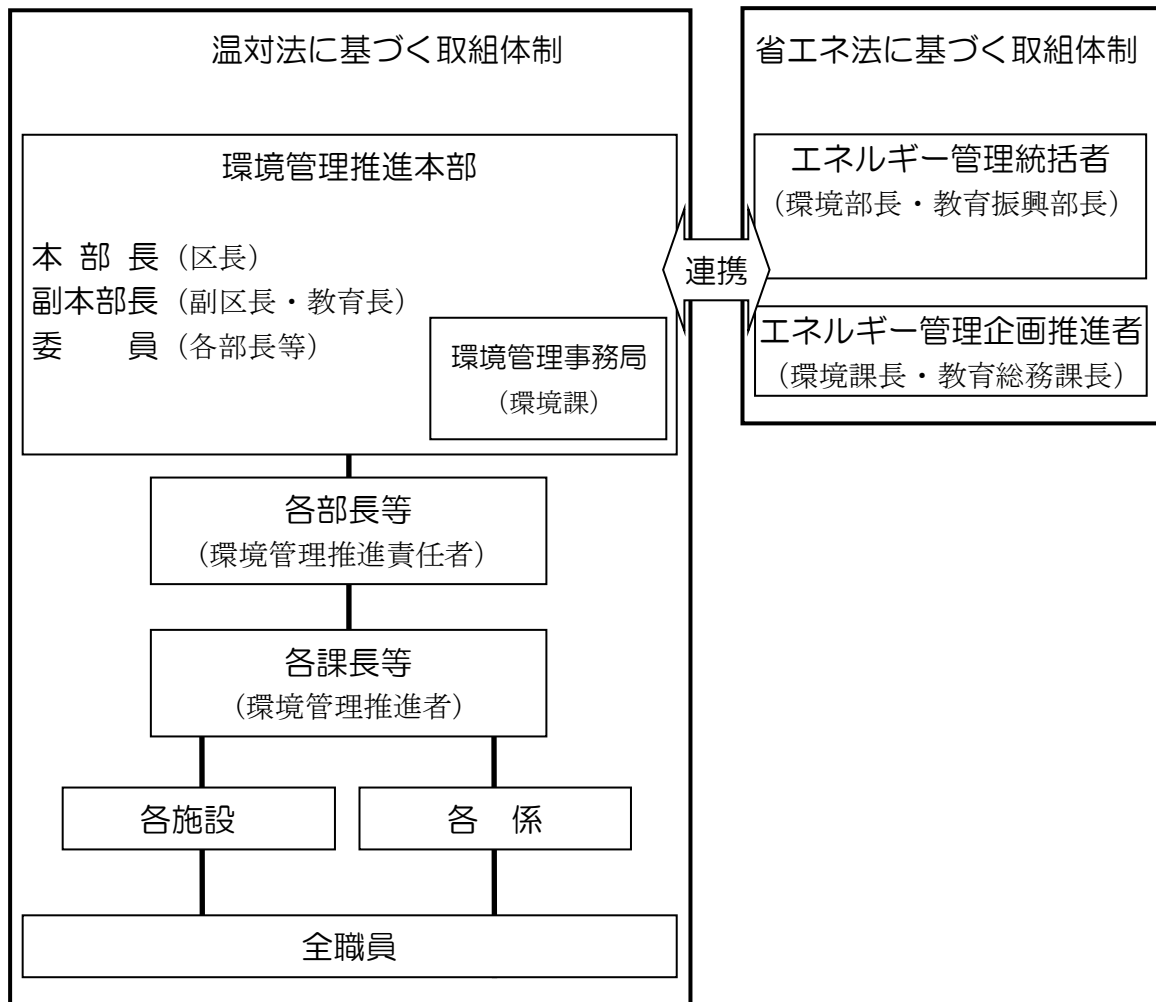 温対法に基づく取組体制
環境管理推進本部
本 部 長（区長）
副本部長（副区長・教育長）
委　　員（各部長等）
環境管理事務局
（環境課）
各部長等
（環境管理推進責任者）
各課長等
（環境管理推進者）
各施設
各　係
全職員
連携
省エネ法に基づく取組体制
エネルギー管理統括者
（環境部長・教育振興部長）
エネルギー管理企画推進者
（環境課長・教育総務課長）